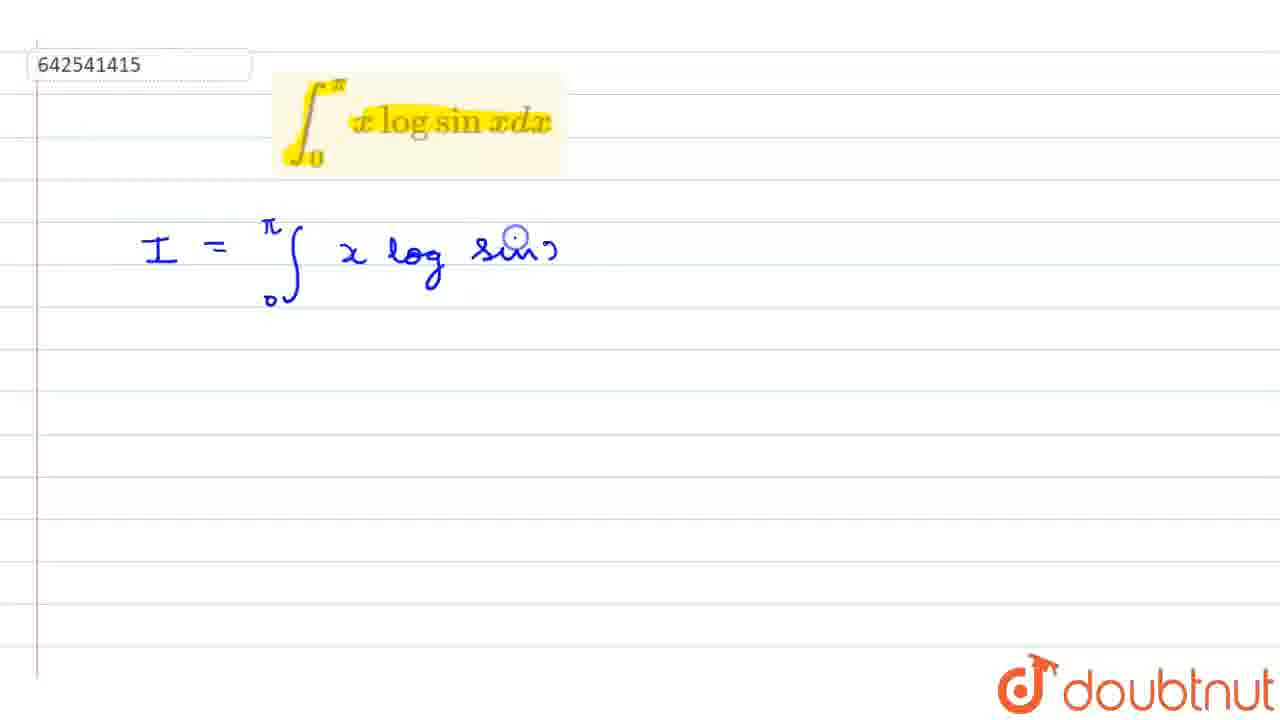 642541415
∫₀^π x log sin x dx
I = ∫₀^π x log sin
doubtnut